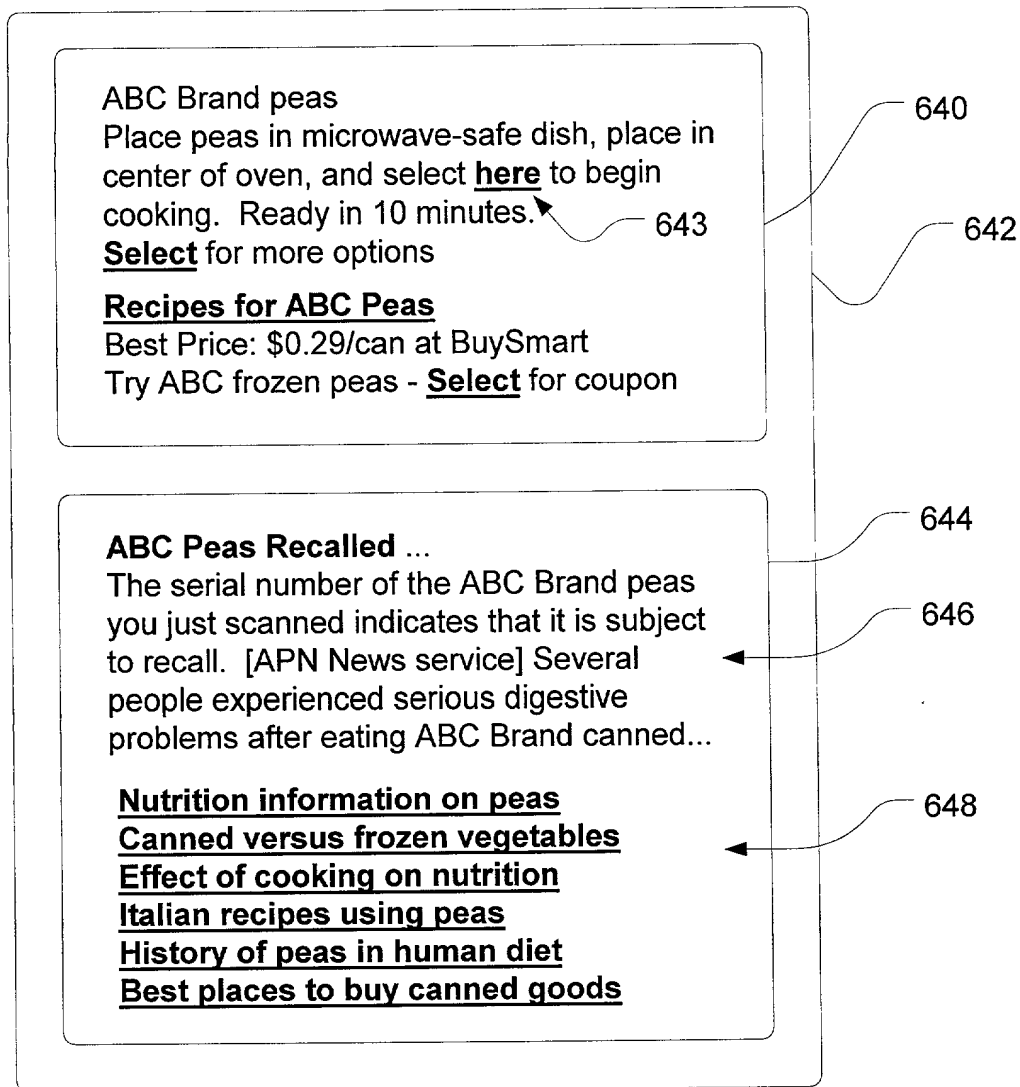 ABC Brand peas
Place peas in microwave-safe dish, place in
center of oven, and select here to begin
cooking.  Ready in 10 minutes.
Select for more options
Recipes for ABC Peas
Best Price: $0.29/can at BuySmart
Try ABC frozen peas - Select for coupon
640
643
642
ABC Peas Recalled ...
The serial number of the ABC Brand peas
you just scanned indicates that it is subject
to recall.  [APN News service] Several
people experienced serious digestive
problems after eating ABC Brand canned...
644
646
Nutrition information on peas
Canned versus frozen vegetables
Effect of cooking on nutrition
Italian recipes using peas
History of peas in human diet
Best places to buy canned goods
648